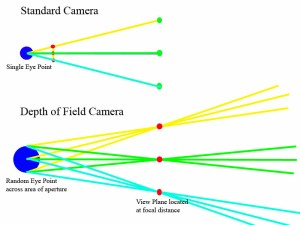 Standard Camera
Single Eye Point
Depth of Field Camera
Random Eye Point
across area of aperture
View Plane located
at focal distance